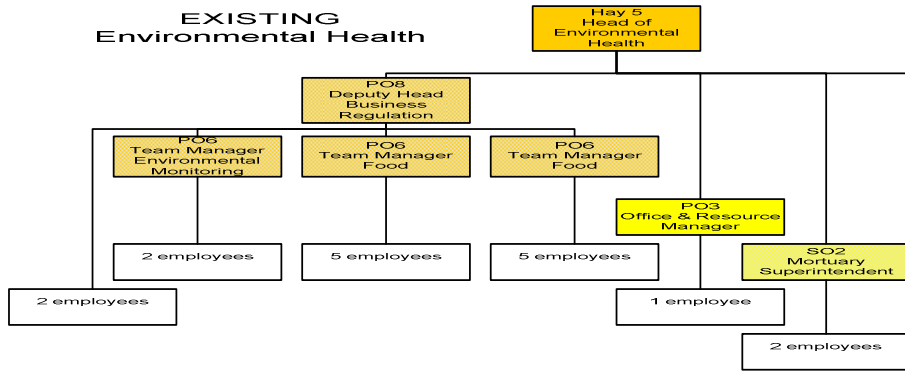 EXISTING
Environmental Health
Hay 5
Head of
Environmental
Health
PO8
Deputy Head
Business
Regulation
PO6
Team Manager
Environmental
Monitoring
PO6
Team Manager
Food
PO6
Team Manager
Food
PO3
Office & Resource
Manager
SO2
Mortuary
Superintendent
2 employees
5 employees
5 employees
2 employees
1 employee
2 employees